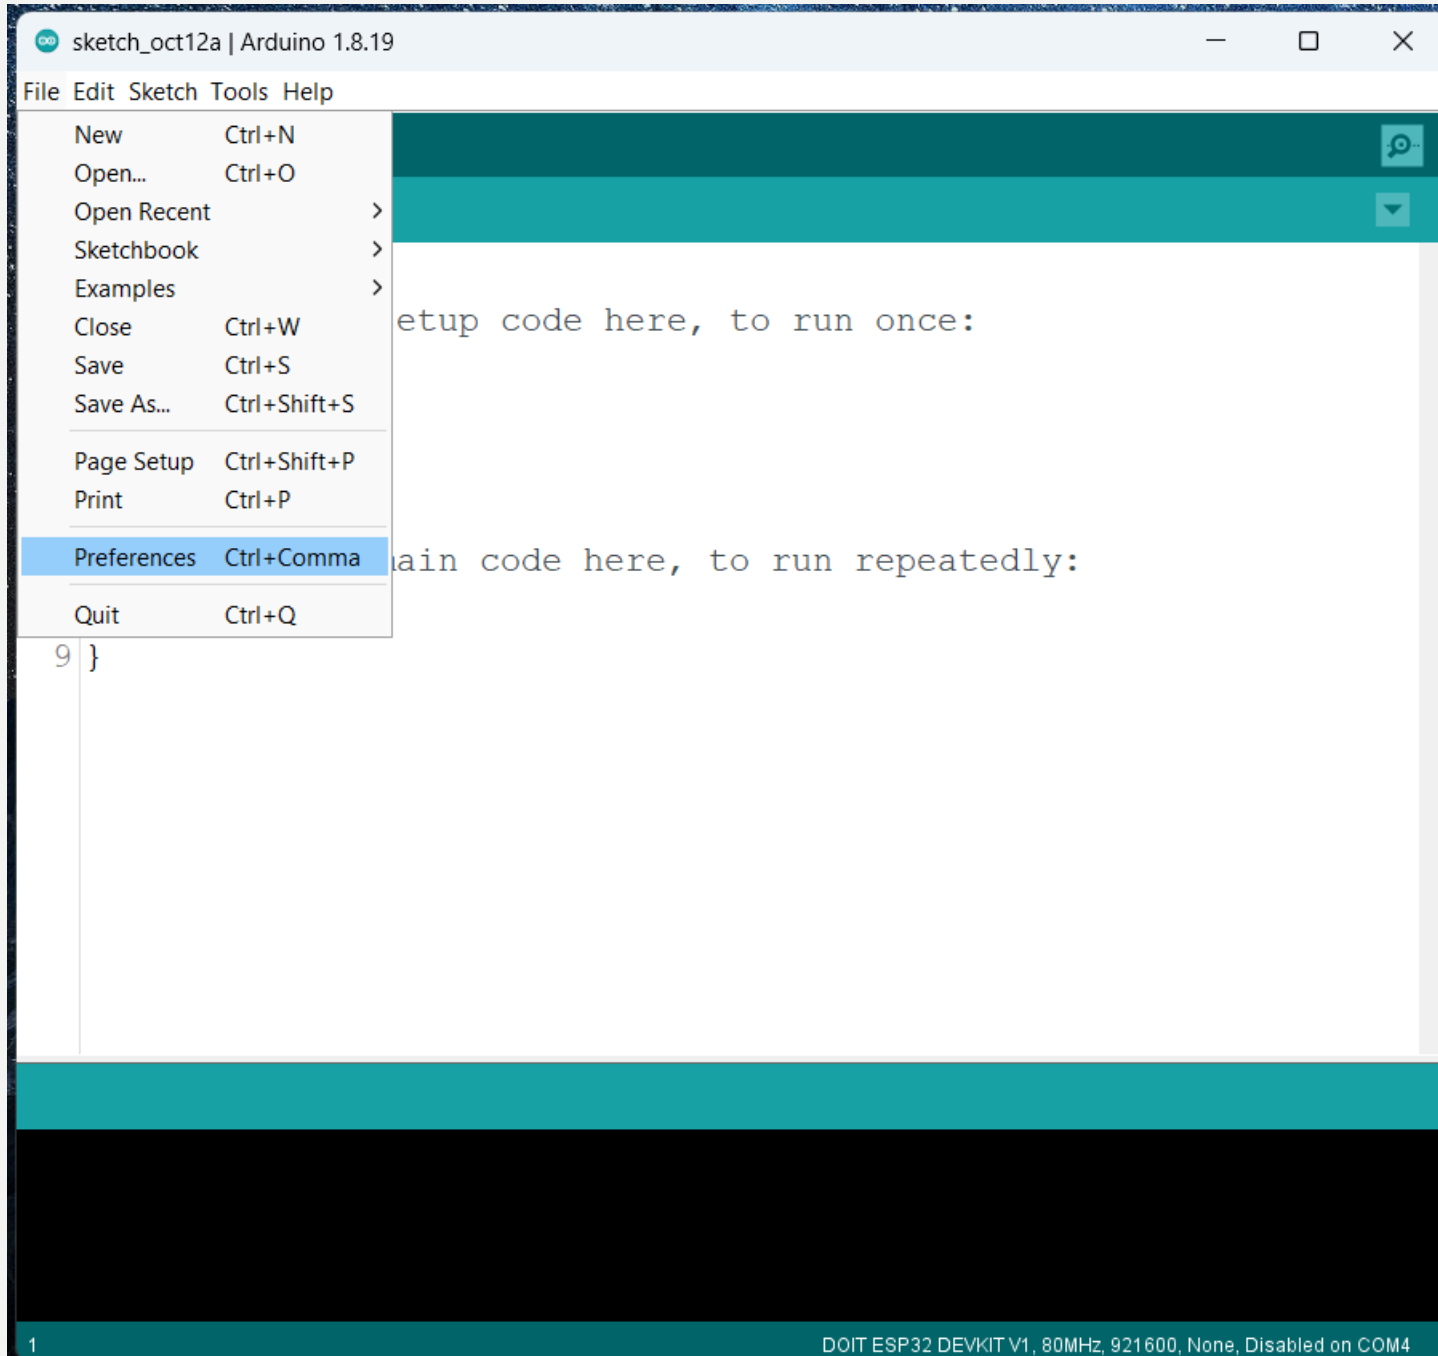 sketch_oct12a | Arduino 1.8.19
File Edit Sketch Tools Help
New Ctrl+N
Open... Ctrl+O
Open Recent
Sketchbook
Examples
Close Ctrl+W
Save Ctrl+S
Save As... Ctrl+Shift+S
Page Setup Ctrl+Shift+P
Print Ctrl+P
Preferences Ctrl+Comma
Quit Ctrl+Q
etup code here, to run once:
ain code here, to run repeatedly:
9 }
1 DOIT ESP32 DEVKIT V1, 80MHz, 921600, None, Disabled on COM4